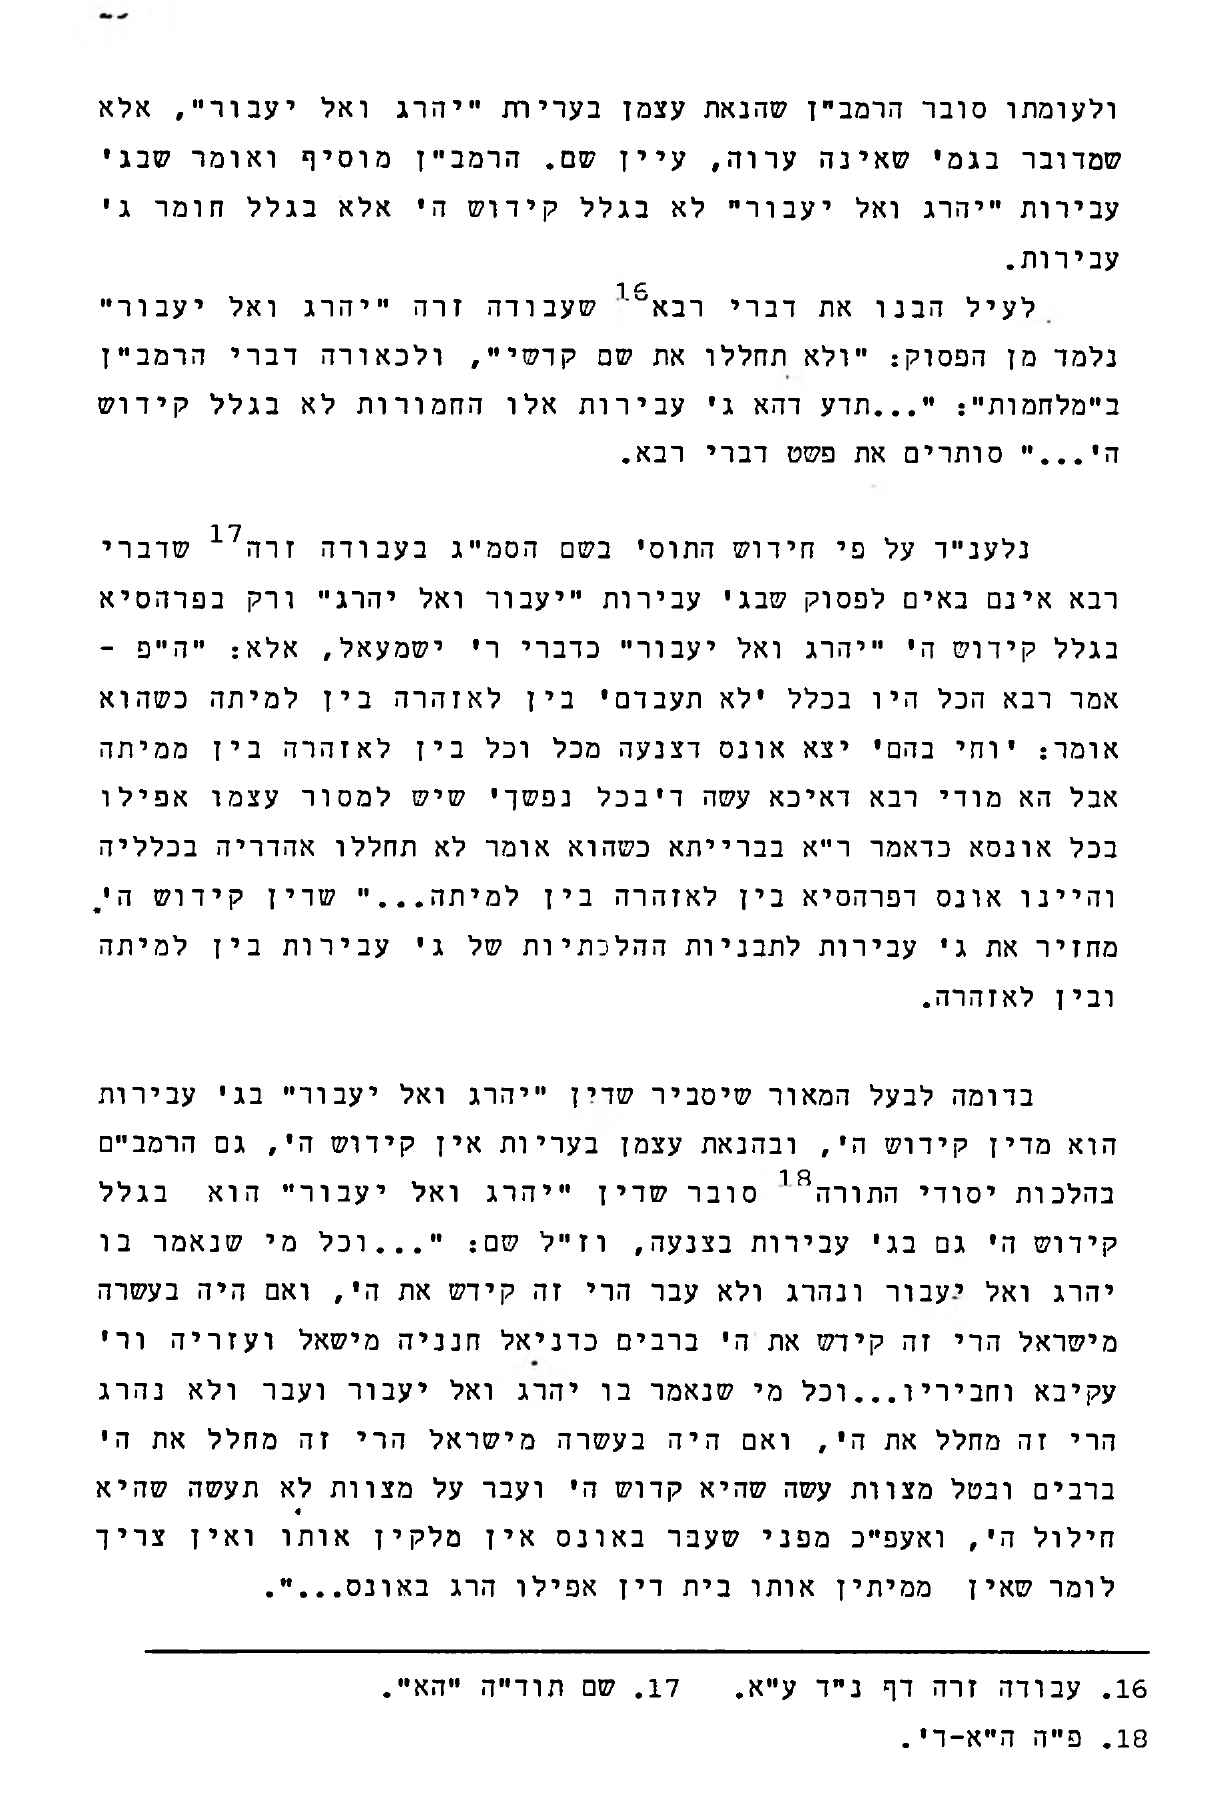 ולעומתו סובר הרמב"ן שהנאת עצמן בעריות "יהרג ואל יעבור", אלא
שמדובר בגמ' שאינה ערוה, עיין שם. הרמב"ן מוסיף ואומר שבג'
עבירות "יהרג ואל יעבור" לא בגלל קידוש ה' אלא בגלל חומר ג'
עבירות.
לעיל הבנו את דברי רבא16 שעבודה זרה "יהרג ואל יעבור"
נלמד מן הפסוק: "ולא תחללו את שם קדשי", ולכאורה דברי הרמב"ן
ב"מלחמות": "...תדע דהא ג' עבירות אלו החמורות לא בגלל קידוש
ה'..." סותרים את פשט דברי רבא.
נלענ"ד על פי חידוש התוס' בשם הסמ"ג בעבודה זרה17 שדברי
רבא אינם באים לפסוק שבג' עבירות "יעבור ואל יהרג" ורק בפרהסיא
בגלל קידוש ה' "יהרג ואל יעבור" כדברי ר' ישמעאל, אלא: "ה"פ -
אמר רבא הכל היו בכלל 'לא תעבדם' בין לאזהרה בין למיתה כשהוא
אומר: 'וחי בהם' יצא אונס דצנעה מכל וכל בין לאזהרה בין ממיתה
אבל הא מודי רבא דאיכא עשה ד'בכל נפשך' שיש למסור עצמו אפילו
בכל אונסא כדאמר ר"א בברייתא כשהוא אומר לא תחללו אהדריה בכלליה
והיינו אונס דפרהסיא בין לאזהרה בין למיתה..." שדין קידוש ה'.
מחזיר את ג' עבירות לתבניות ההלכתיות של ג' עבירות בין למיתה
ובין לאזהרה.
בדומה לבעל המאור שיסביר שדין "יהרג ואל יעבור" בג' עבירות
הוא מדין קידוש ה', ובהנאת עצמן בעריות אין קידוש ה', גם הרמב"ם
בהלכות יסודי התורה18 סובר שדין "יהרג ואל יעבור" הוא בגלל
קידוש ה' גם בג' עבירות בצנעה, וז"ל שם: "...וכל מי שנאמר בו
יהרג ואל יעבור ונהרג ולא עבר הרי זה קידש את ה', ואם היה בעשרה
מישראל הרי זה קידש את ה' ברבים כדניאל חנניה מישאל ועזריה ור'
עקיבא וחביריו...וכל מי שנאמר בו יהרג ואל יעבור ועבר ולא נהרג
הרי זה מחלל את ה', ואם היה בעשרה מישראל הרי זה מחלל את ה'
ברבים ובטל מצוות עשה שהיא קדוש ה' ועבר על מצוות לא תעשה שהיא
חילול ה', ואעפ"כ מפני שעבר באונס אין מלקין אותו ואין צריך
לומר שאין ממיתין אותו בית דין אפילו הרג באונס...".
16. עבודה זרה דף נ"ד ע"א. 17. שם תוד"ה "הא".
18. פ"ה ה"א-ד'.